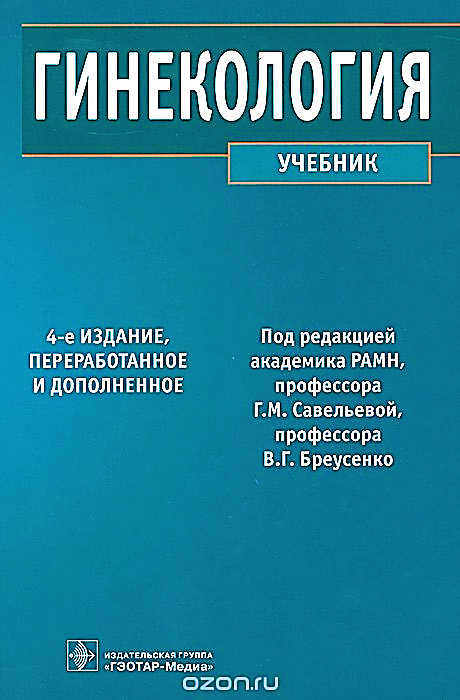 ГИНЕКОЛОГИЯ
УЧЕБНИК
4-е ИЗДАНИЕ,
ПЕРЕРАБОТАННОЕ
И ДОПОЛНЕННОЕ
Под редакцией
академика РАМН,
профессора
Г.М. Савельевой,
профессора
В.Г. Бреусенко
ИЗДАТЕЛЬСКАЯ ГРУППА
«ГЭОТАР-Медиа»
ozon.ru